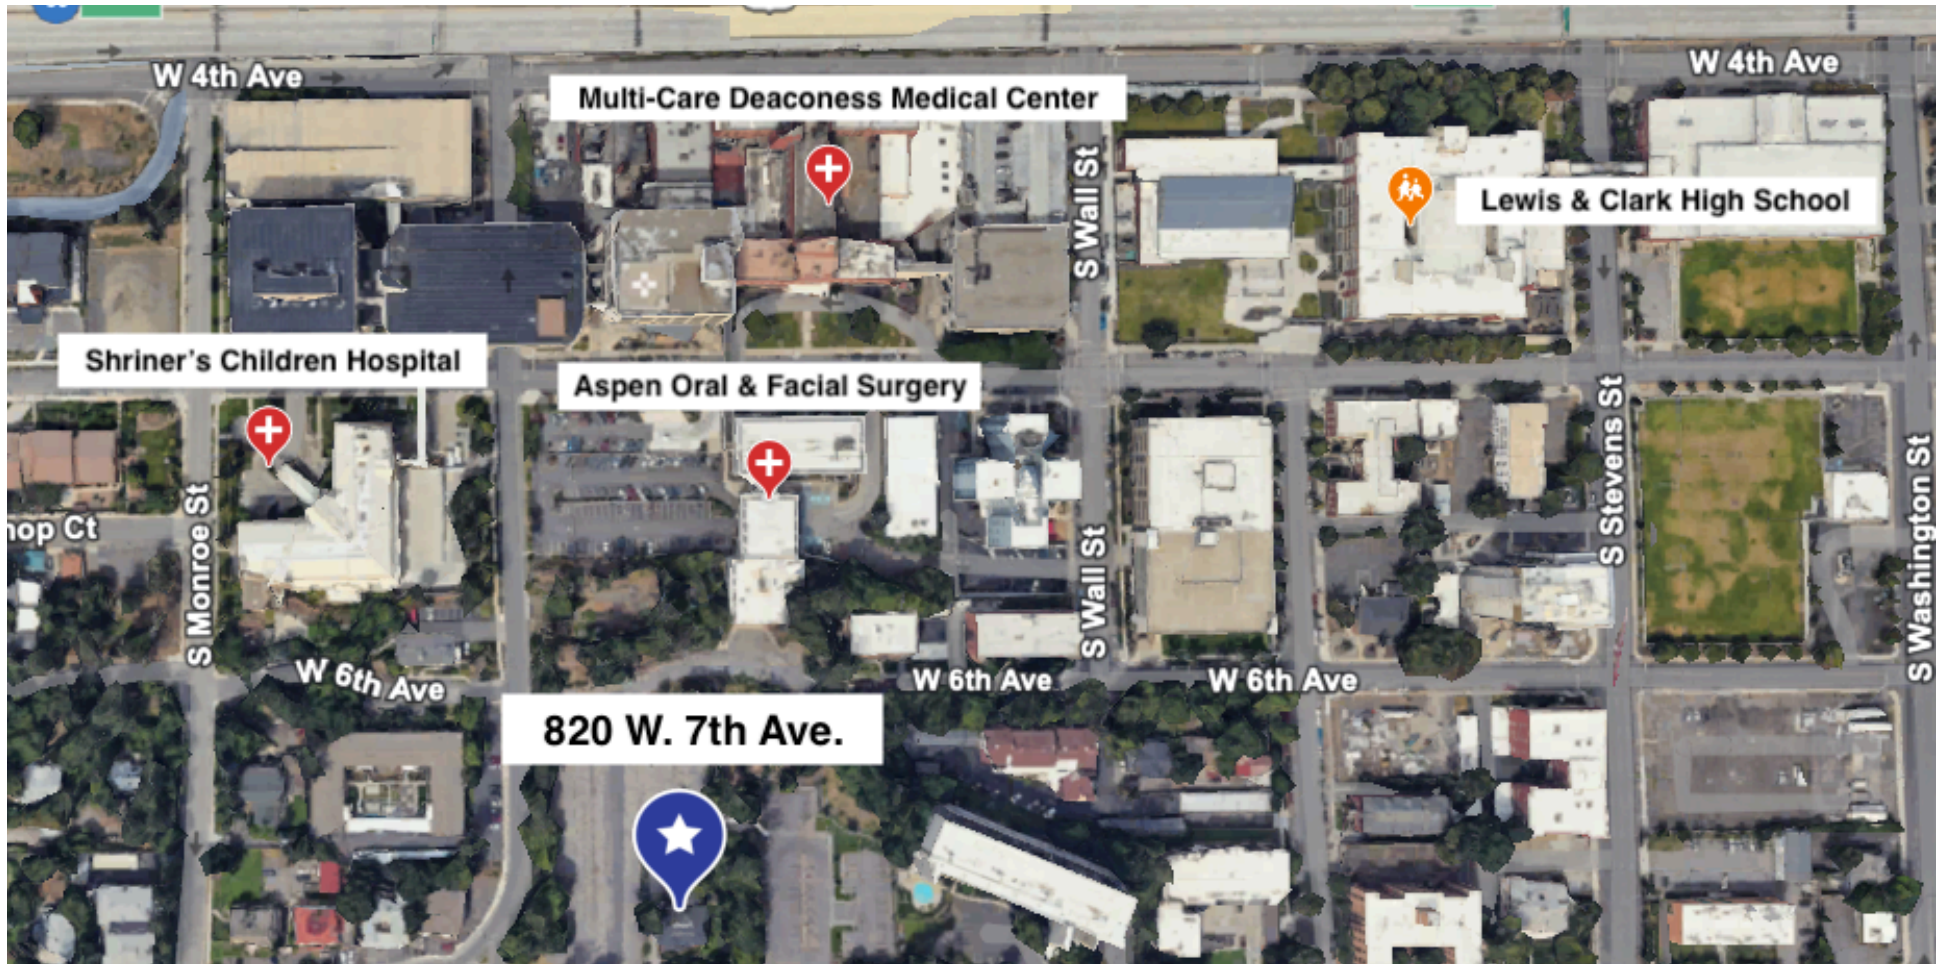 W 4th Ave
W 4th Ave
Multi-Care Deaconess Medical Center
S Wall St
Lewis & Clark High School
Shriner's Children Hospital
Aspen Oral & Facial Surgery
S Stevens St
S Washington St
hop Ct
S Monroe St
S Wall St
W 6th Ave
W 6th Ave
W 6th Ave
820 W. 7th Ave.